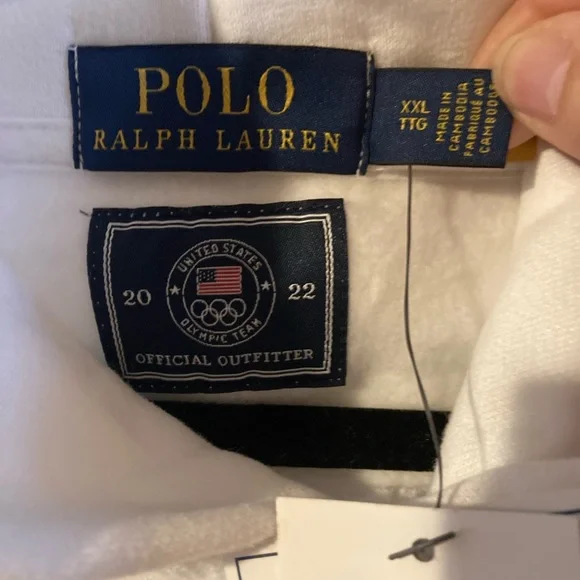 POLO
RALPH LAUREN
XXL
TTG
MADE IN
CAMBODIA
FABRIQUÉ AU
CAMBODGE
UNITED STATES
20 22
OLYMPIC TEAM
OFFICIAL OUTFITTER